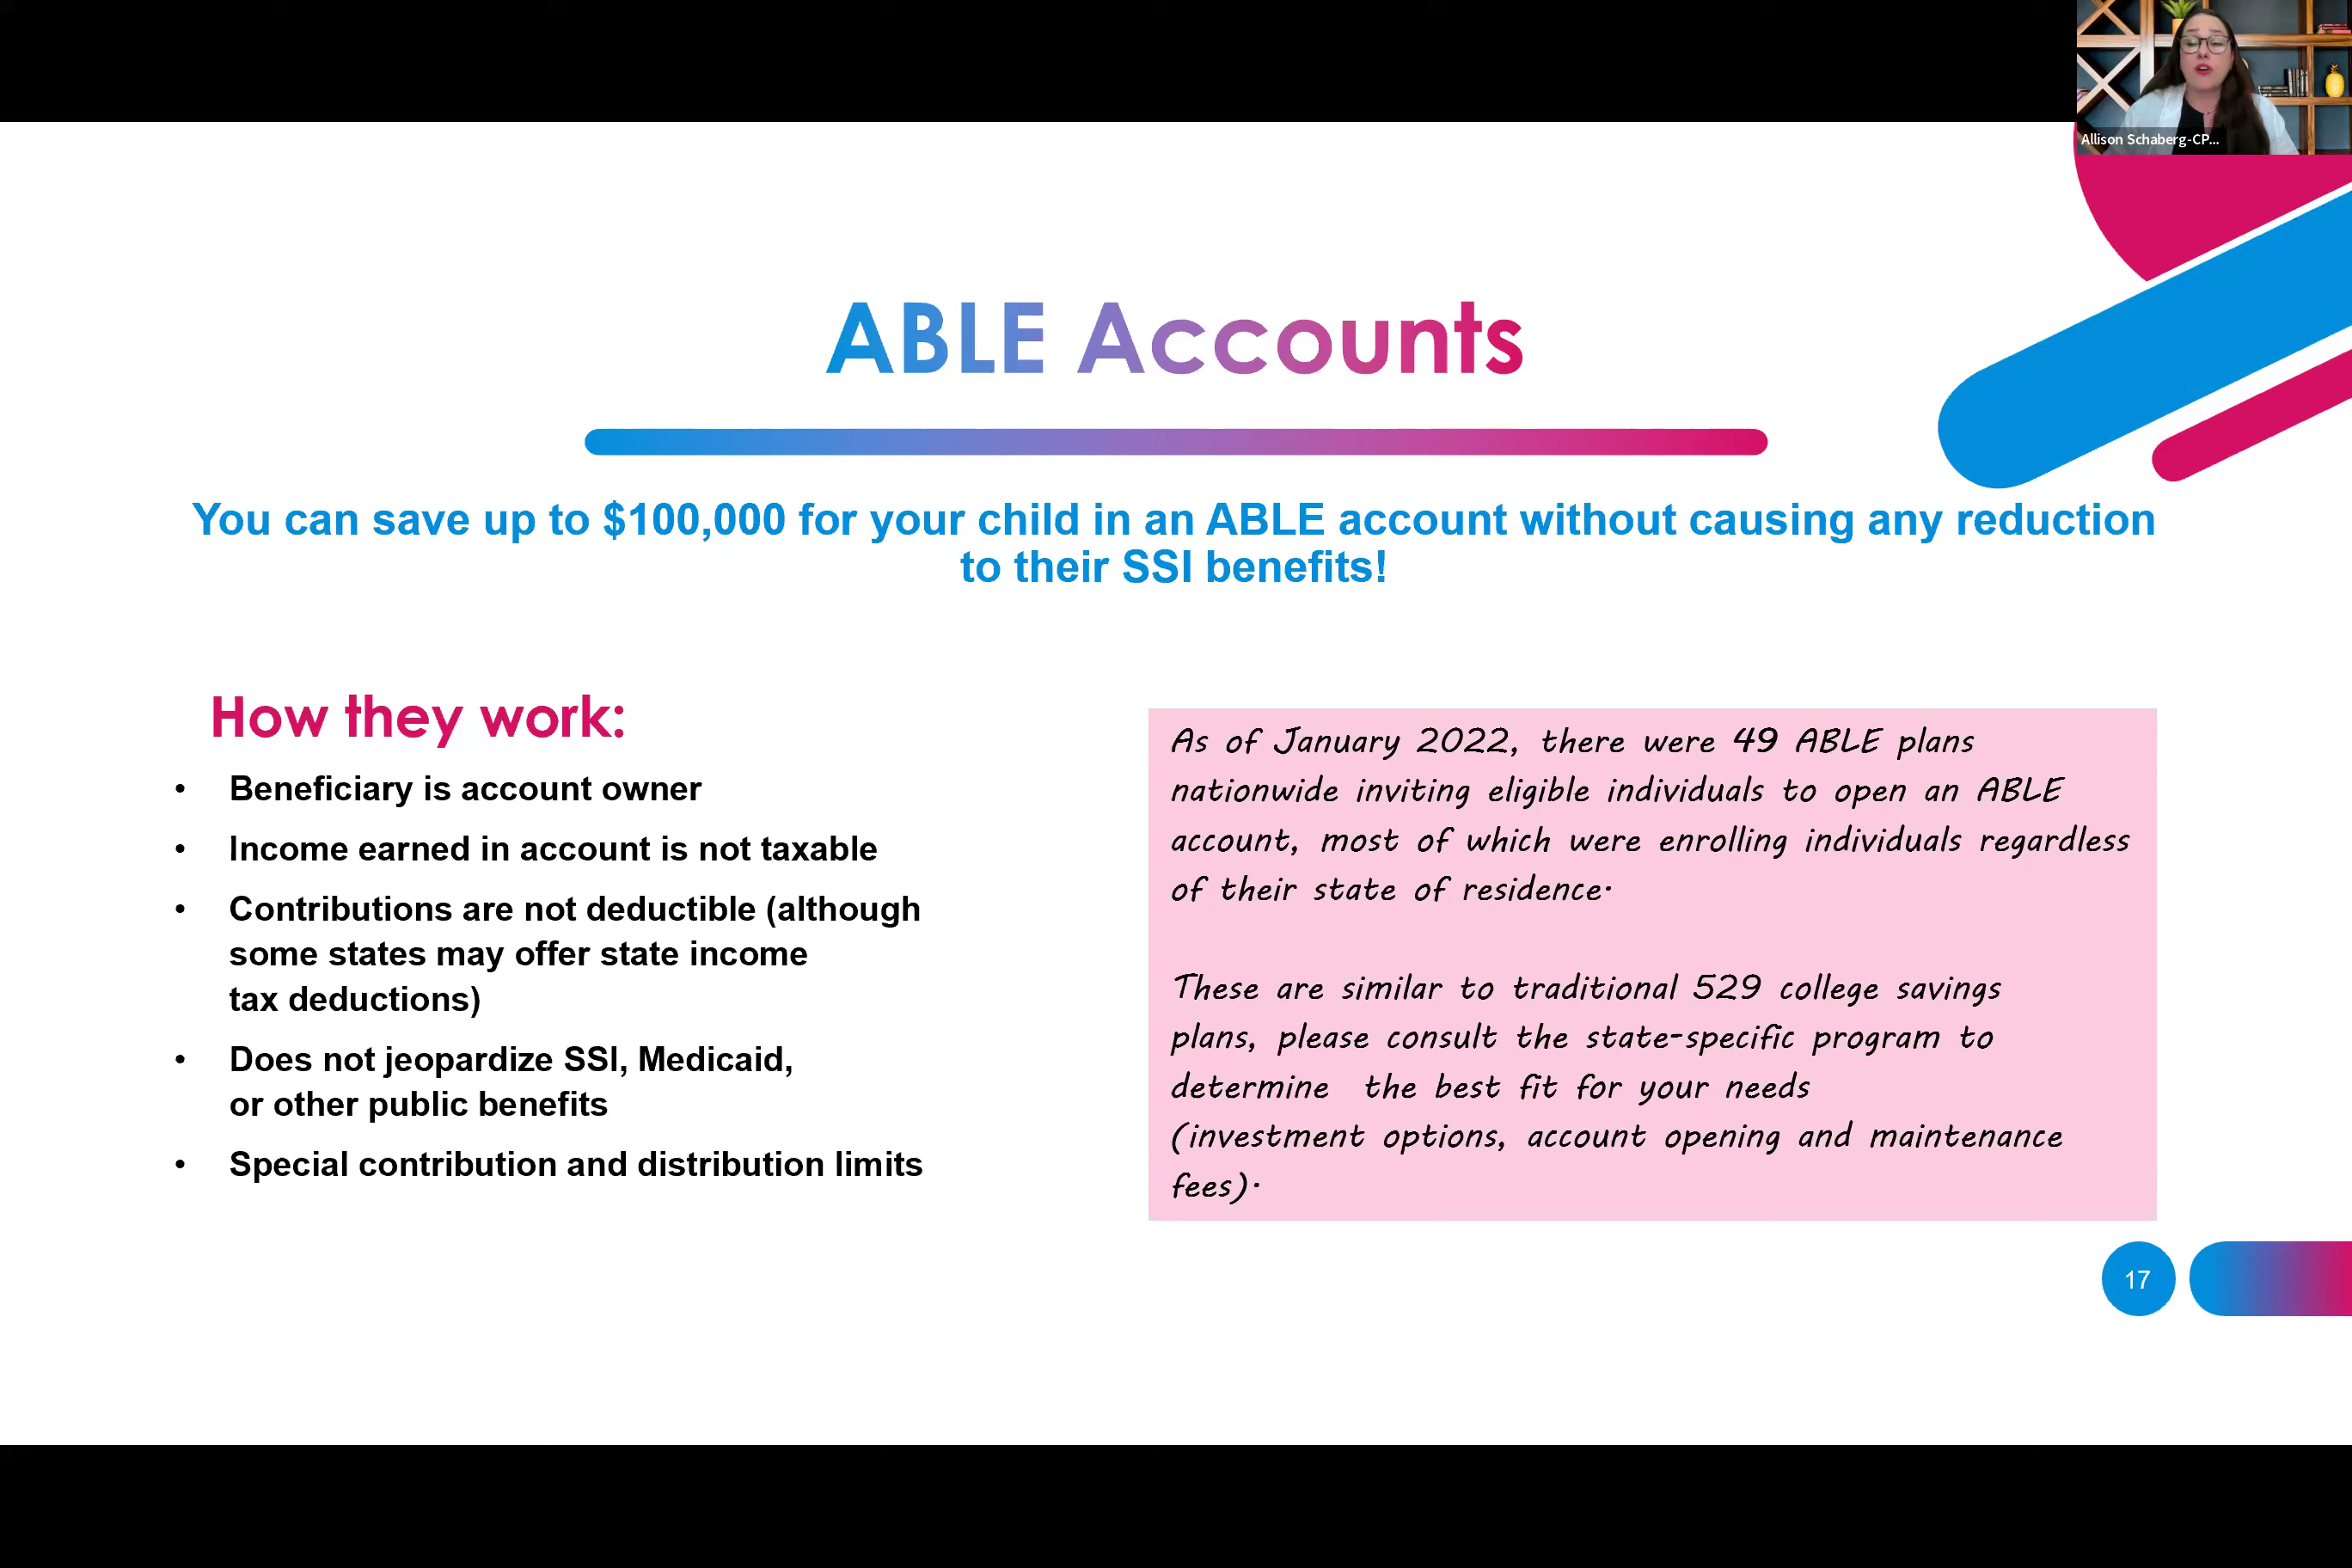 Allison Schaberg-CP...
ABLE Accounts
You can save up to $100,000 for your child in an ABLE account without causing any reduction
to their SSI benefits!
How they work:
• Beneficiary is account owner
• Income earned in account is not taxable
• Contributions are not deductible (although
some states may offer state income
tax deductions)
• Does not jeopardize SSI, Medicaid,
or other public benefits
• Special contribution and distribution limits
As of January 2022, there were 49 ABLE plans
nationwide inviting eligible individuals to open an ABLE
account, most of which were enrolling individuals regardless
of their state of residence.
These are similar to traditional 529 college savings
plans, please consult the state-specific program to
determine the best fit for your needs
(investment options, account opening and maintenance
fees).
17